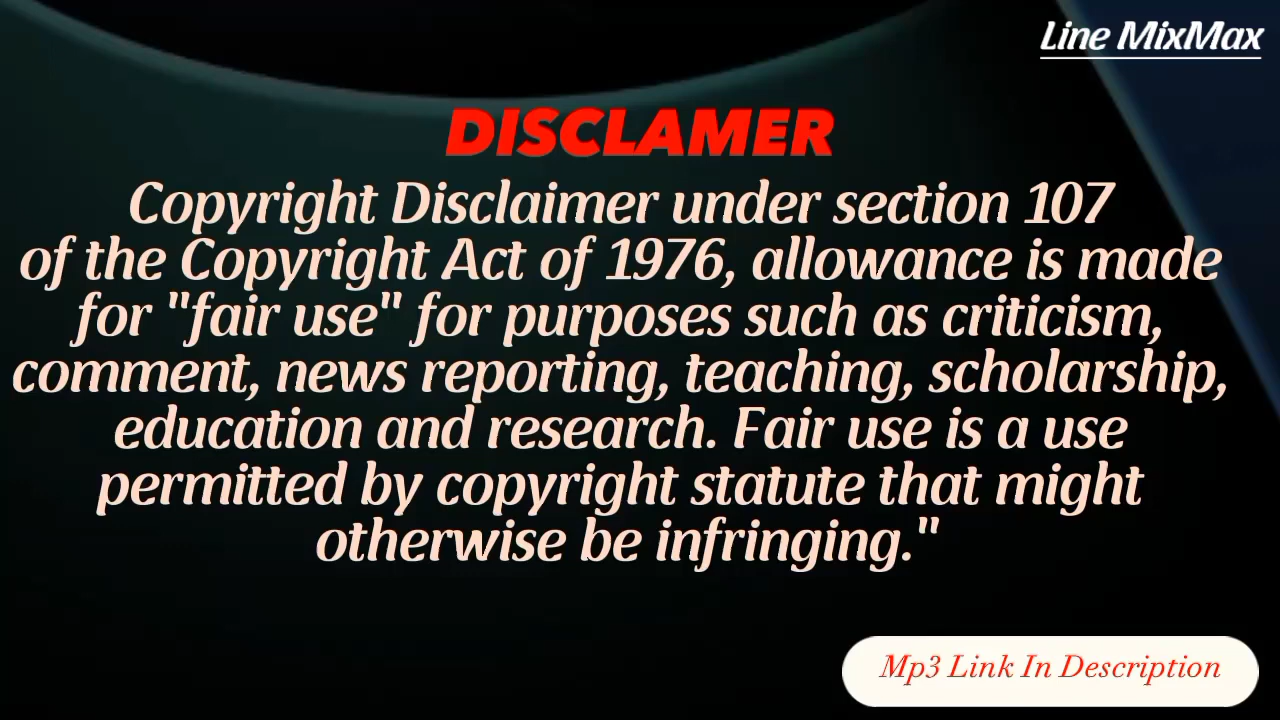 Line MixMax
DISCLAMER
Copyright Disclaimer under section 107
of the Copyright Act of 1976, allowance is made
for "fair use" for purposes such as criticism,
comment, news reporting, teaching, scholarship,
education and research. Fair use is a use
permitted by copyright statute that might
otherwise be infringing."
Mp3 Link In Description